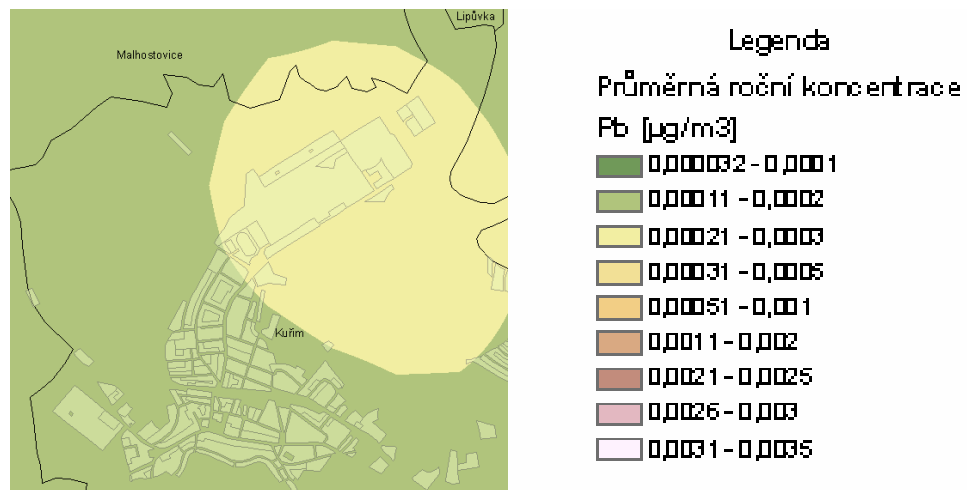 Lipůvka
Malhostovice
Kuřim
Legenda
Průměrná roční koncentrace
Pb [µg/m3]
0,000032 - 0,0001
0,00011 - 0,0002
0,00021 - 0,0003
0,00031 - 0,0005
0,00051 - 0,001
0,0011 - 0,002
0,0021 - 0,0025
0,0026 - 0,003
0,0031 - 0,0035